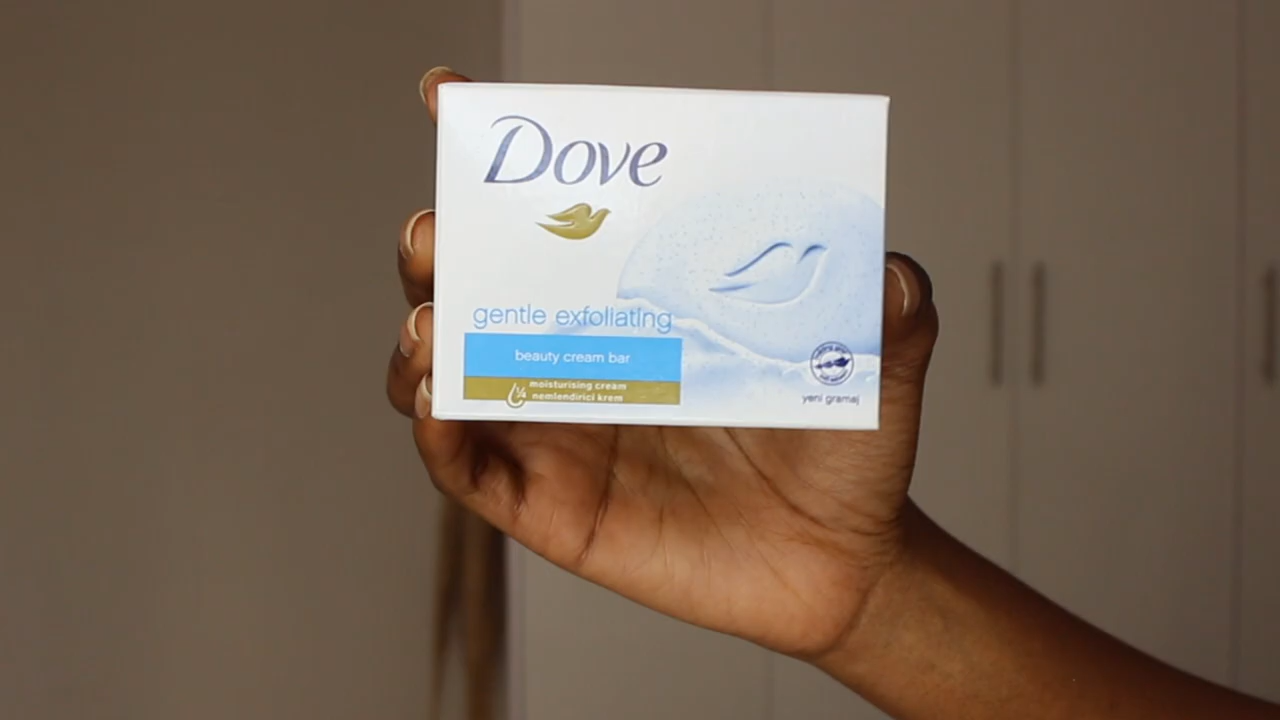 Dove
gentle exfoliating
beauty cream bar
1/4
moisturising cream
nemlendirici krem
yeni gramaj